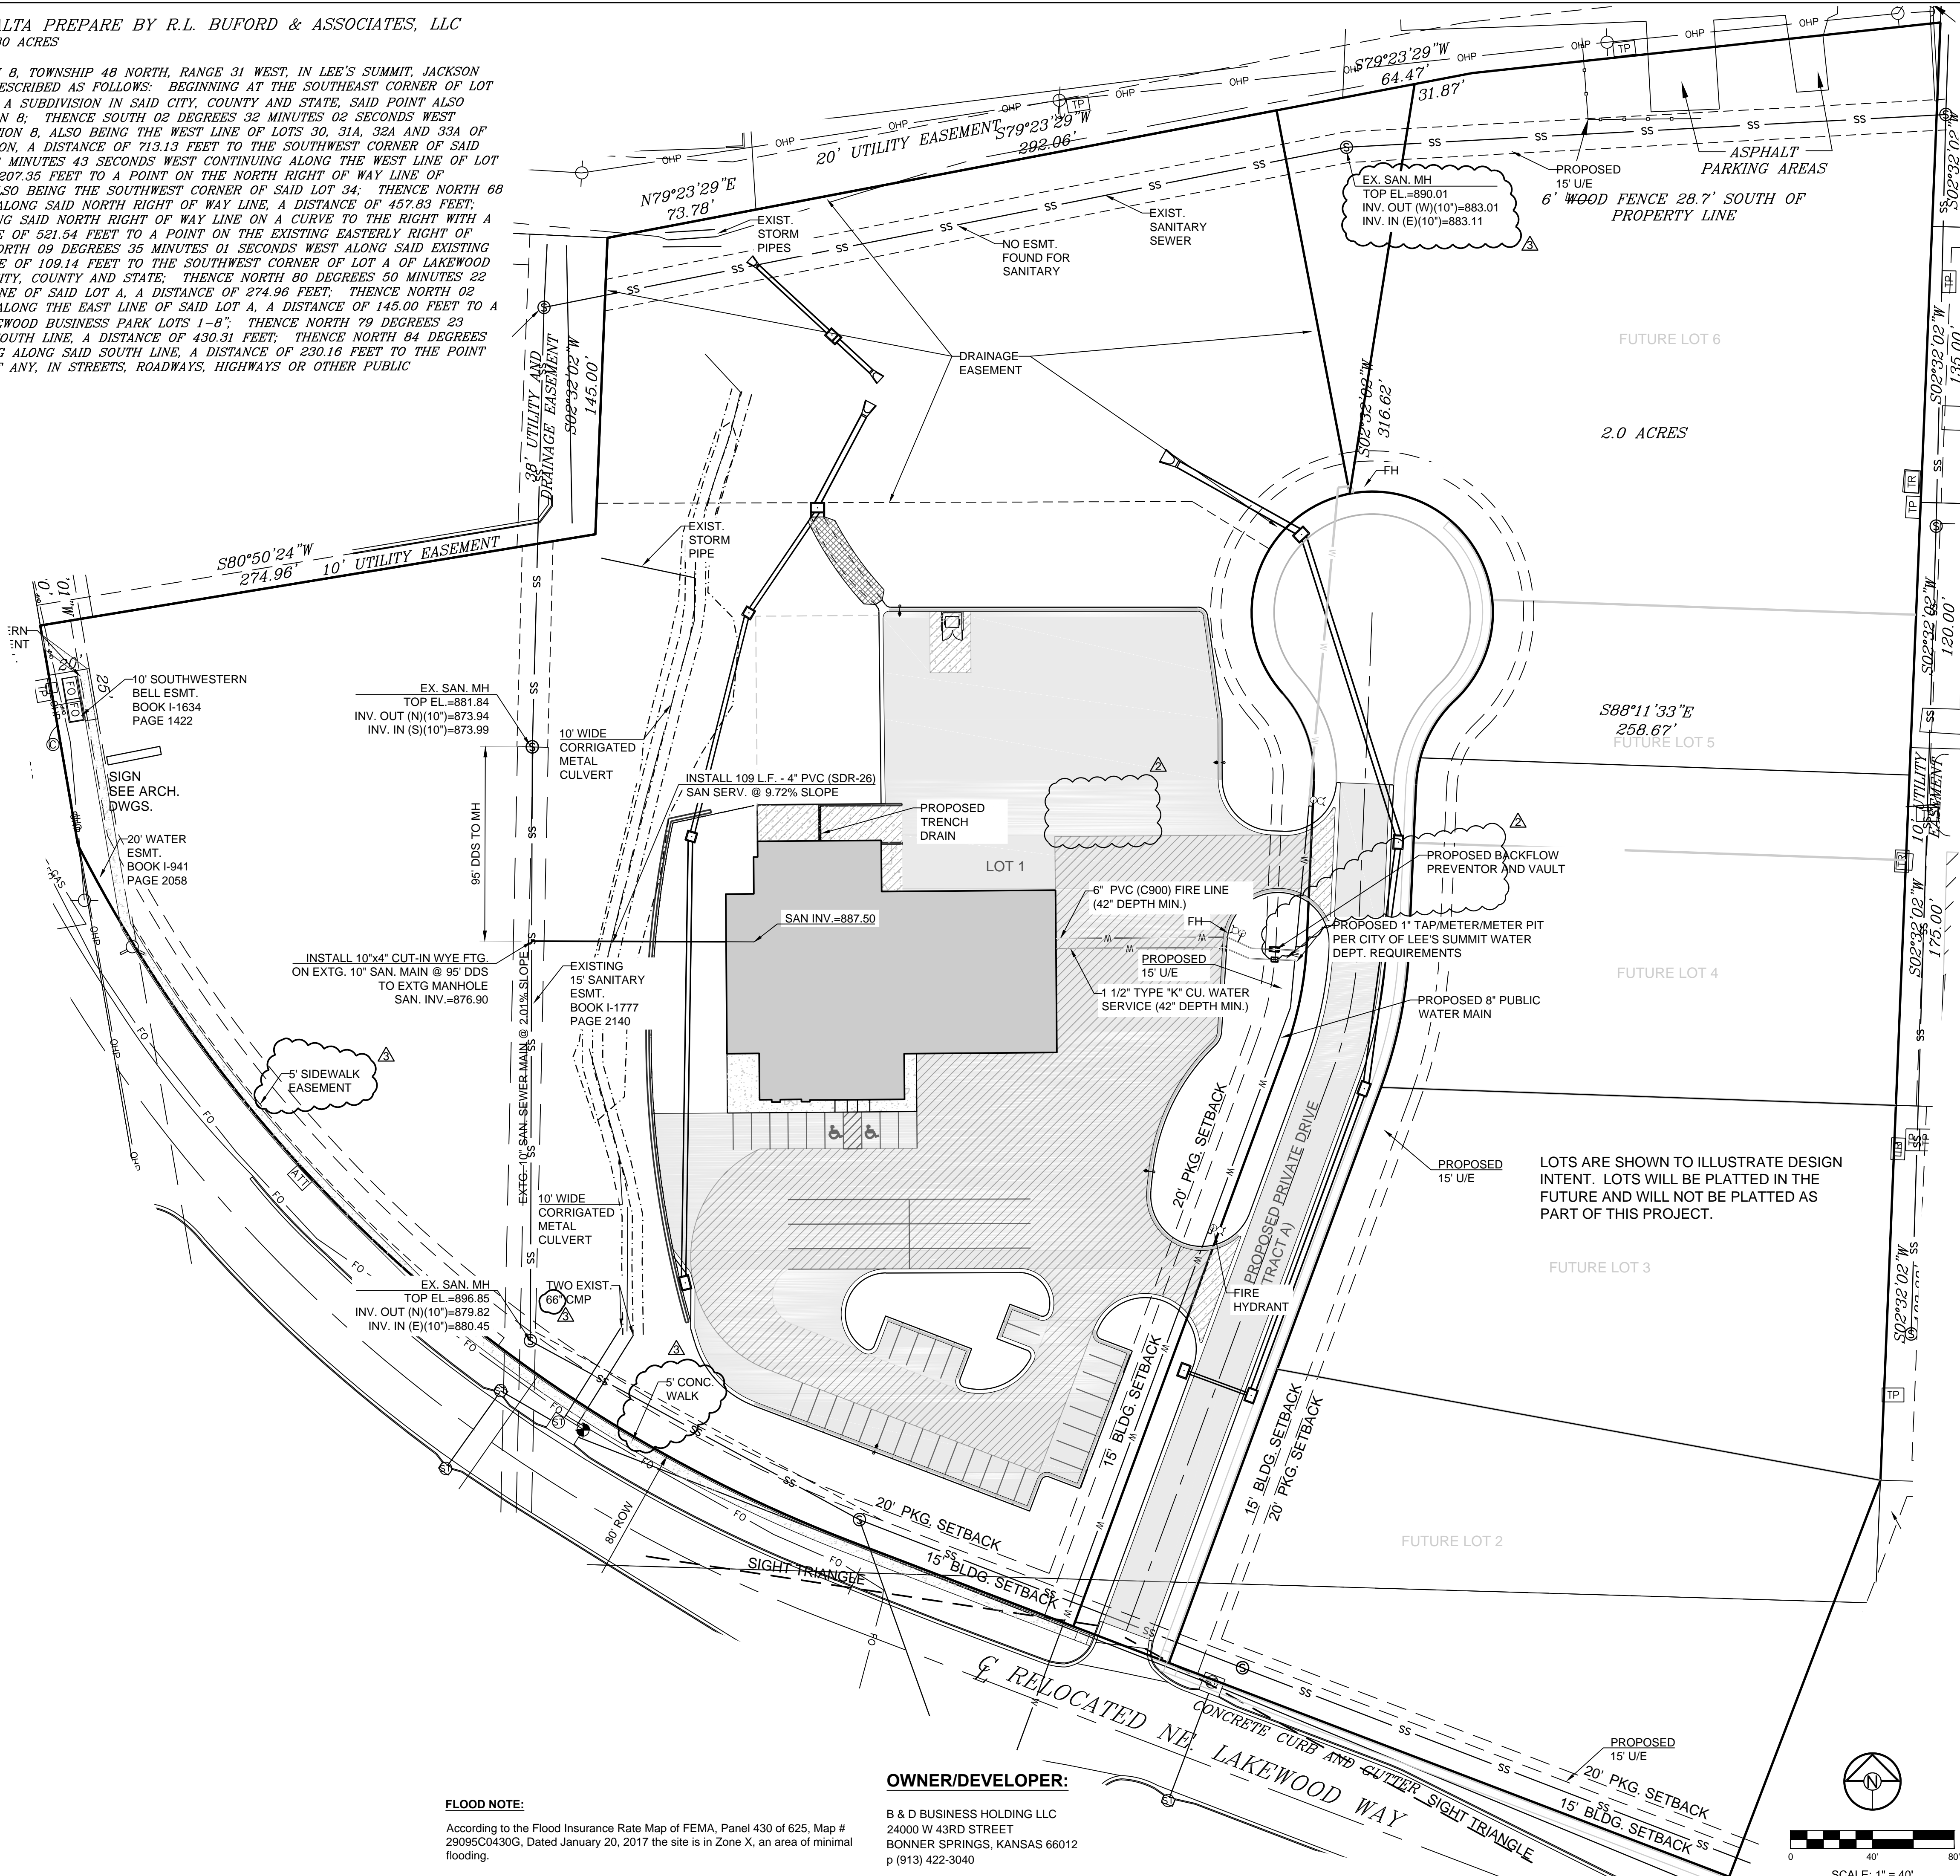 ALTA PREPARE BY R.L. BUFORD & ASSOCIATES, LLC
ACRES
8, TOWNSHIP 48 NORTH, RANGE 31 WEST, IN LEE'S SUMMIT, JACKSON
ESCRIBED AS FOLLOWS: BEGINNING AT THE SOUTHEAST CORNER OF LOT
A SUBDIVISION IN SAID CITY, COUNTY AND STATE, SAID POINT ALSO
N 8; THENCE SOUTH 02 DEGREES 32 MINUTES 02 SECONDS WEST
TION 8, ALSO BEING THE WEST LINE OF LOTS 30, 31A, 32A AND 33A OF
ON, A DISTANCE OF 713.13 FEET TO THE SOUTHWEST CORNER OF SAID
MINUTES 43 SECONDS WEST CONTINUING ALONG THE WEST LINE OF LOT
207.35 FEET TO A POINT ON THE NORTH RIGHT OF WAY LINE OF
SO BEING THE SOUTHWEST CORNER OF SAID LOT 34; THENCE NORTH 68
ALONG SAID NORTH RIGHT OF WAY LINE, A DISTANCE OF 457.83 FEET;
NG SAID NORTH RIGHT OF WAY LINE ON A CURVE TO THE RIGHT WITH A
E OF 521.54 FEET TO A POINT ON THE EXISTING EASTERLY RIGHT OF
ORTH 09 DEGREES 35 MINUTES 01 SECONDS WEST ALONG SAID EXISTING
E OF 109.14 FEET TO THE SOUTHWEST CORNER OF LOT A OF LAKEWOOD
ITY, COUNTY AND STATE; THENCE NORTH 80 DEGREES 50 MINUTES 22
NE OF SAID LOT A, A DISTANCE OF 274.96 FEET; THENCE NORTH 02
ALONG THE EAST LINE OF SAID LOT A, A DISTANCE OF 145.00 FEET TO A
EWOOD BUSINESS PARK LOTS 1-8"; THENCE NORTH 79 DEGREES 23
OUTH LINE, A DISTANCE OF 430.31 FEET; THENCE NORTH 84 DEGREES
G ALONG SAID SOUTH LINE, A DISTANCE OF 230.16 FEET TO THE POINT
F ANY, IN STREETS, ROADWAYS, HIGHWAYS OR OTHER PUBLIC
N79°23'29"E
73.78'
20' UTILITY EASEMENT
S79°23'29"W
292.06'
S79°23'29"W
64.47'
31.87'
OHP
TP
SS
EXIST.
STORM
PIPES
NO ESMT.
FOUND FOR
SANITARY
EXIST.
SANITARY
SEWER
EX. SAN. MH
TOP EL.=890.01
INV. OUT (W)(10")=883.01
INV. IN (E)(10")=883.11
3
PROPOSED
15' U/E
ASPHALT
PARKING AREAS
6' WOOD FENCE 28.7' SOUTH OF
PROPERTY LINE
S02°32'02"W
135.00'
FUTURE LOT 6
2.0 ACRES
DRAINAGE
EASEMENT
S02°32'02"W
316.62'
FH
38' UTILITY AND
DRAINAGE EASEMENT
S02°32'02"W
145.00'
S80°50'24"W
274.96'
10' UTILITY EASEMENT
EXIST.
STORM
PIPE
S02°32'02"W
120.00'
20'
25'
10' SOUTHWESTERN
BELL ESMT.
BOOK I-1634
PAGE 1422
FO
SIGN
SEE ARCH.
DWGS.
20' WATER
ESMT.
BOOK I-941
PAGE 2058
GAS
EX. SAN. MH
TOP EL.=881.84
INV. OUT (N)(10")=873.94
INV. IN (S)(10")=873.99
10' WIDE
CORRIGATED
METAL
CULVERT
INSTALL 109 L.F. - 4" PVC (SDR-26)
SAN SERV. @ 9.72% SLOPE
95' DDS TO MH
PROPOSED
TRENCH
DRAIN
2
LOT 1
S88°11'33"E
258.67'
FUTURE LOT 5
10' UTILITY
EASEMENT
2
PROPOSED BACKFLOW
PREVENTOR AND VAULT
6" PVC (C900) FIRE LINE
(42" DEPTH MIN.)
FH
SAN INV.=887.50
PROPOSED 1" TAP/METER/METER PIT
PER CITY OF LEE'S SUMMIT WATER
DEPT. REQUIREMENTS
INSTALL 10"x4" CUT-IN WYE FTG.
ON EXTG. 10" SAN. MAIN @ 95' DDS
TO EXTG MANHOLE
SAN. INV.=876.90
EXISTING
15' SANITARY
ESMT.
BOOK I-1777
PAGE 2140
PROPOSED
15' U/E
1 1/2" TYPE "K" CU. WATER
SERVICE (42" DEPTH MIN.)
PROPOSED 8" PUBLIC
WATER MAIN
FUTURE LOT 4
S02°32'02"W
175.00'
EXTG. 10" SAN. SEWER MAIN @ 2.01% SLOPE
5' SIDEWALK
EASEMENT
3
ATT
20' PKG. SETBACK
PROPOSED PRIVATE DRIVE
TRACT A)
PROPOSED
15' U/E
LOTS ARE SHOWN TO ILLUSTRATE DESIGN
INTENT. LOTS WILL BE PLATTED IN THE
FUTURE AND WILL NOT BE PLATTED AS
PART OF THIS PROJECT.
10' WIDE
CORRIGATED
METAL
CULVERT
FUTURE LOT 3
S02°32'02"W
EX. SAN. MH
TOP EL.=896.85
INV. OUT (N)(10")=879.82
INV. IN (E)(10")=880.45
TWO EXIST.
66" CMP
3
FIRE
HYDRANT
3
5' CONC.
WALK
15' BLDG. SETBACK
15' BLDG. SETBACK
20' PKG. SETBACK
80' ROW
20' PKG. SETBACK
15' BLDG. SETBACK
SIGHT TRIANGLE
FUTURE LOT 2
CL RELOCATED NE. LAKEWOOD WAY
CONCRETE CURB AND GUTTER
SIGHT TRIANGLE
PROPOSED
15' U/E
20' PKG. SETBACK
15' BLDG. SETBACK
FLOOD NOTE:
According to the Flood Insurance Rate Map of FEMA, Panel 430 of 625, Map #
29095C0430G, Dated January 20, 2017 the site is in Zone X, an area of minimal
flooding.
OWNER/DEVELOPER:
B & D BUSINESS HOLDING LLC
24000 W 43RD STREET
BONNER SPRINGS, KANSAS 66012
p (913) 422-3040
N
0 40' 80'
SCALE: 1" = 40'